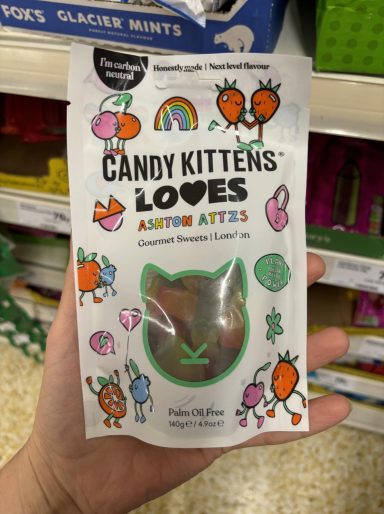 FOX'S GLACIER MINTS
I'm carbon
neutral
Honestly made | Next level flavour
CANDY KITTENS®
LOVES
ASHTON ATTZS
Gourmet Sweets | London
K
Palm Oil Free
140g e / 4.9oz e